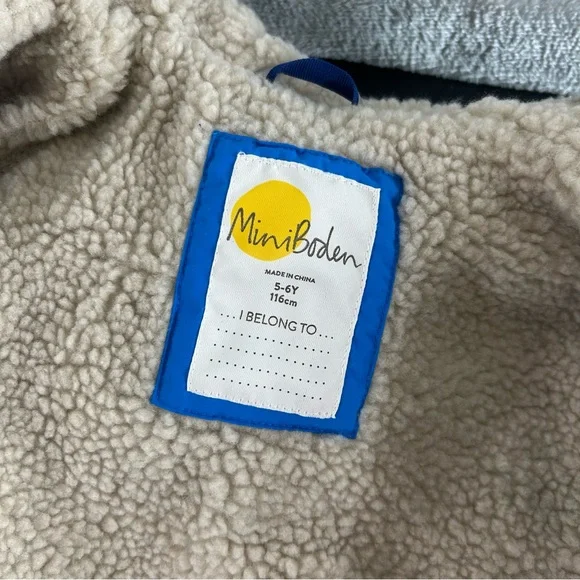 MiniBoden
MADE IN CHINA
5-6Y
116cm
...I BELONG TO...